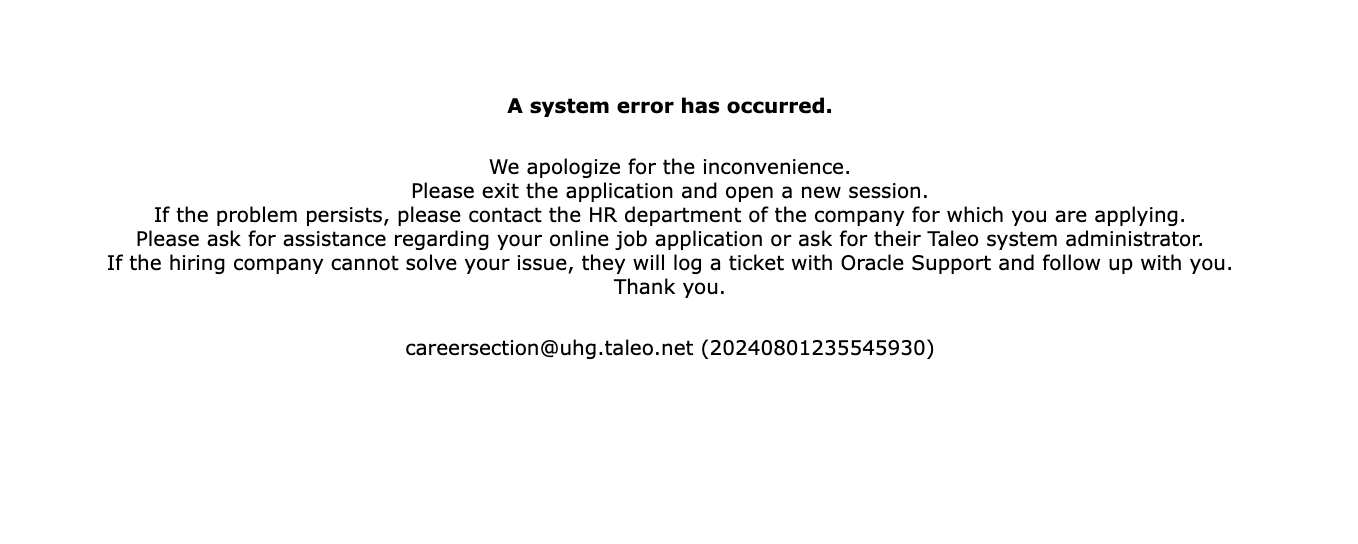 A system error has occurred.
We apologize for the inconvenience.
Please exit the application and open a new session.
If the problem persists, please contact the HR department of the company for which you are applying.
Please ask for assistance regarding your online job application or ask for their Taleo system administrator.
If the hiring company cannot solve your issue, they will log a ticket with Oracle Support and follow up with you.
Thank you.
careersection@uhg.taleo.net (20240801235545930)